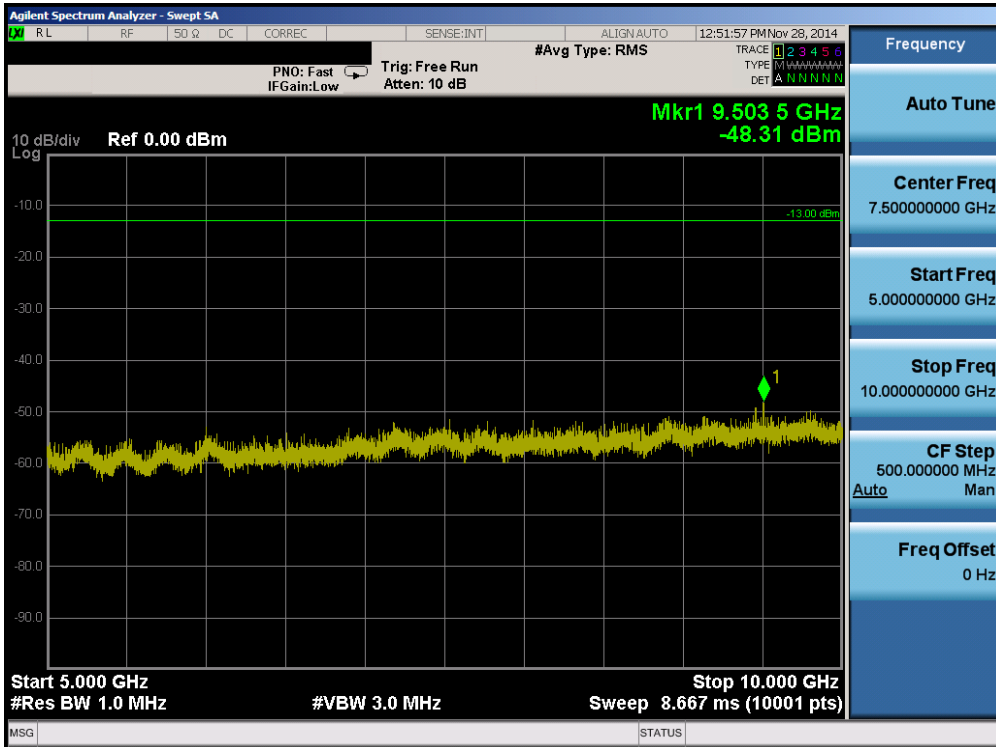 Agilent Spectrum Analyzer - Swept SA
LXI RL RF 50 Ω DC CORREC SENSE:INT ALIGN AUTO 12:51:57 PM Nov 28, 2014
#Avg Type: RMS
TRACE 1 2 3 4 5 6
PNO: Fast Trig: Free Run
TYPE M WWWWW
IFGain:Low Atten: 10 dB
DET A N N N N N
Mkr1 9.503 5 GHz
-48.31 dBm
10 dB/div Ref 0.00 dBm
Log
-10.0
-13.00 dBm
-20.0
-30.0
-40.0
1
-50.0
-60.0
-70.0
-80.0
-90.0
Start 5.000 GHz Stop 10.000 GHz
#Res BW 1.0 MHz #VBW 3.0 MHz Sweep 8.667 ms (10001 pts)
MSG STATUS
Frequency
Auto Tune
Center Freq
7.500000000 GHz
Start Freq
5.000000000 GHz
Stop Freq
10.000000000 GHz
CF Step
500.000000 MHz
Auto Man
Freq Offset
0 Hz